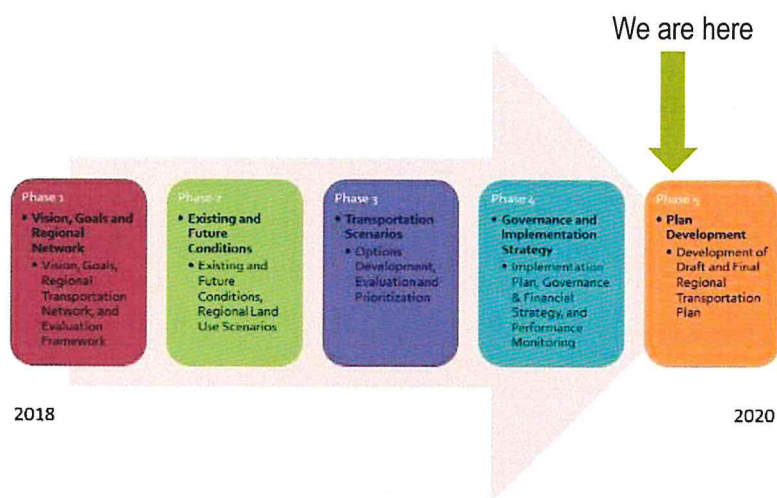 We are here
Phase 1
• Vision, Goals and
Regional
Network
• Vision, Goals,
Regional
Transportation
Network, and
Evaluation
Framework
Phase 2
• Existing and
Future
Conditions
• Existing and
Future
Conditions,
Regional Land
Use Scenarios
Phase 3
• Transportation
Scenarios
• Options
Development,
Evaluation and
Prioritization
Phase 4
• Governance and
Implementation
Strategy
• Implementation
Plan, Governance
& Financial
Strategy, and
Performance
Monitoring
Phase 5
• Plan
Development
• Development of
Draft and Final
Regional
Transportation
Plan
2018
2020